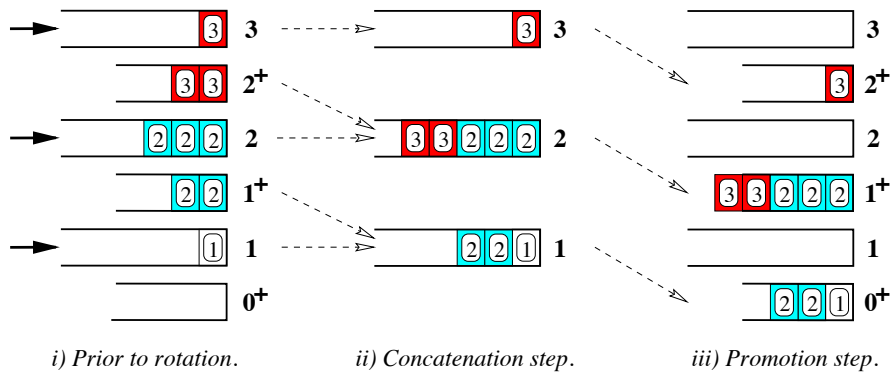 3 3 3 3 3
3 3 2+ 3 2+
2 2 2 2 3 3 2 2 2 2 2
2 2 1+ 3 3 2 2 2 1+
1 1 2 2 1 1 1
0+ 2 2 1 0+
i) Prior to rotation. ii) Concatenation step. iii) Promotion step.